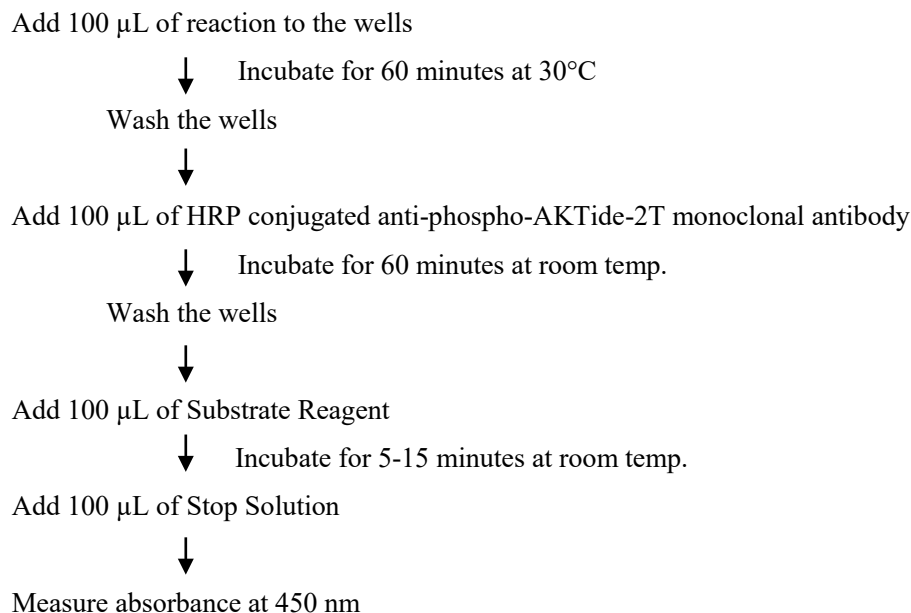 Add 100 µL of reaction to the wells
Incubate for 60 minutes at 30°C
Wash the wells
Add 100 µL of HRP conjugated anti-phospho-AKTide-2T monoclonal antibody
Incubate for 60 minutes at room temp.
Wash the wells
Add 100 µL of Substrate Reagent
Incubate for 5-15 minutes at room temp.
Add 100 µL of Stop Solution
Measure absorbance at 450 nm